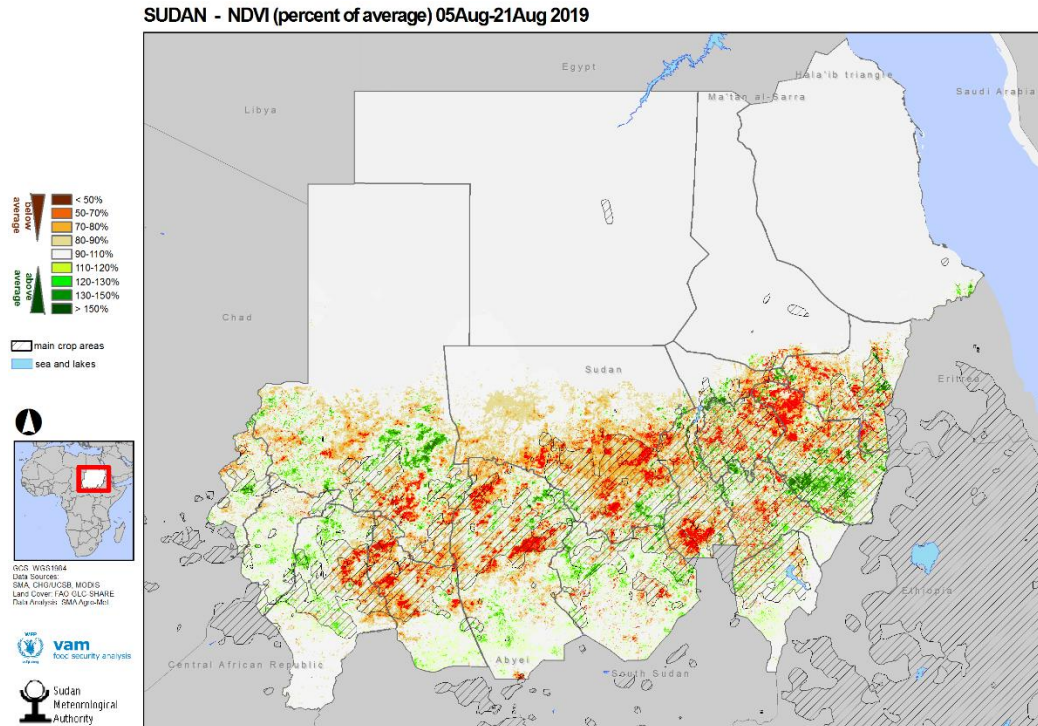 SUDAN - NDVI (percent of average) 05Aug-21Aug 2019
Egypt
Hala'ib triangle
Ma'tan al-Sarra
Saudi Arabia
Libya
below average
above average
< 50%
50-70%
70-80%
80-90%
90-110%
110-120%
120-130%
130-150%
> 150%
main crop areas
sea and lakes
Chad
Sudan
Eritrea
Ethiopia
Central African Republic
Abyei
South Sudan
GCS WGS1984
Data Sources:
SMA, CHG/UCSB, MODIS
Land Cover: FAO GLC-SHARE
Data Analysis: SMA Agro-Met
vam
food security analysis
wfp.org
Sudan
Meteorological
Authority